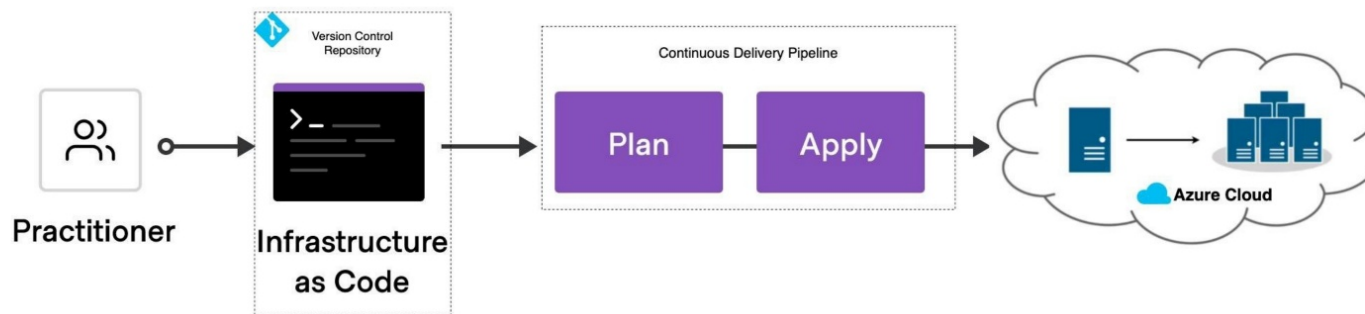 Practitioner
Version Control
Repository
Infrastructure
as Code
Continuous Delivery Pipeline
Plan
Apply
Azure Cloud